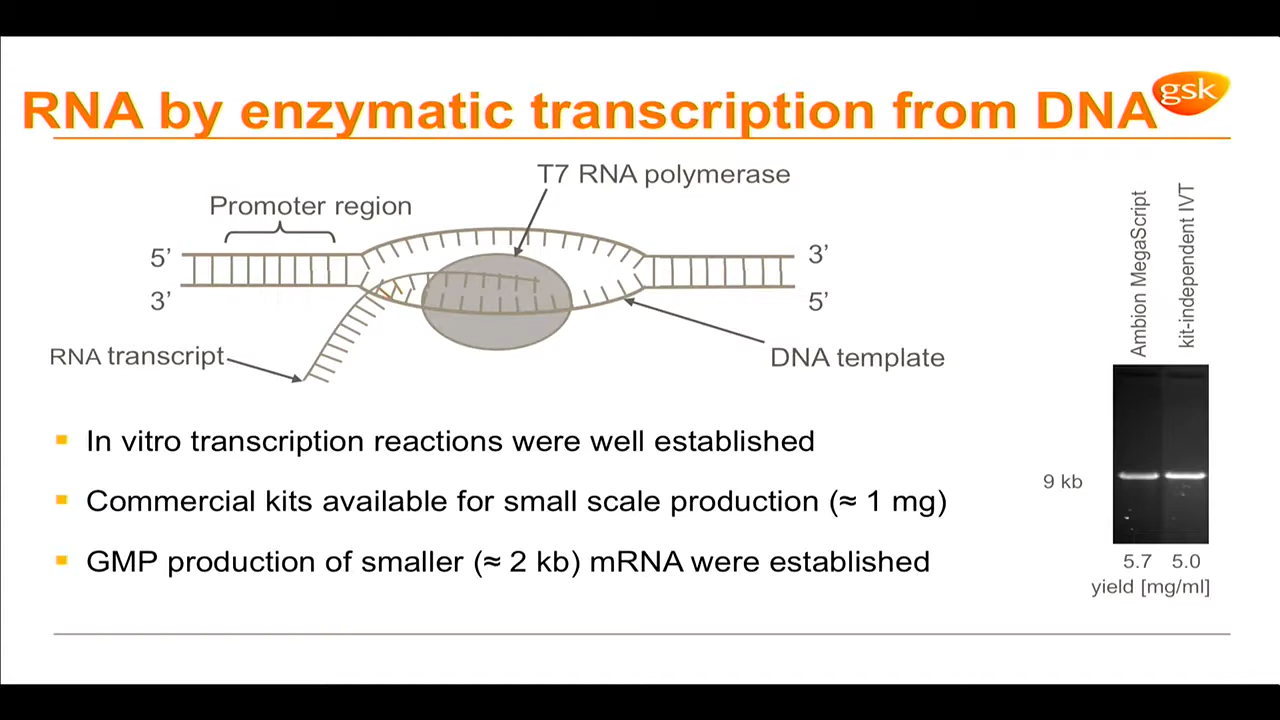 RNA by enzymatic transcription from DNA
gsk
T7 RNA polymerase
Promoter region
5’
3’
3’
5’
RNA transcript
DNA template
Ambion MegaScript
kit-independent IVT
9 kb
5.7 5.0
yield [mg/ml]
▪ In vitro transcription reactions were well established
▪ Commercial kits available for small scale production (≈ 1 mg)
▪ GMP production of smaller (≈ 2 kb) mRNA were established